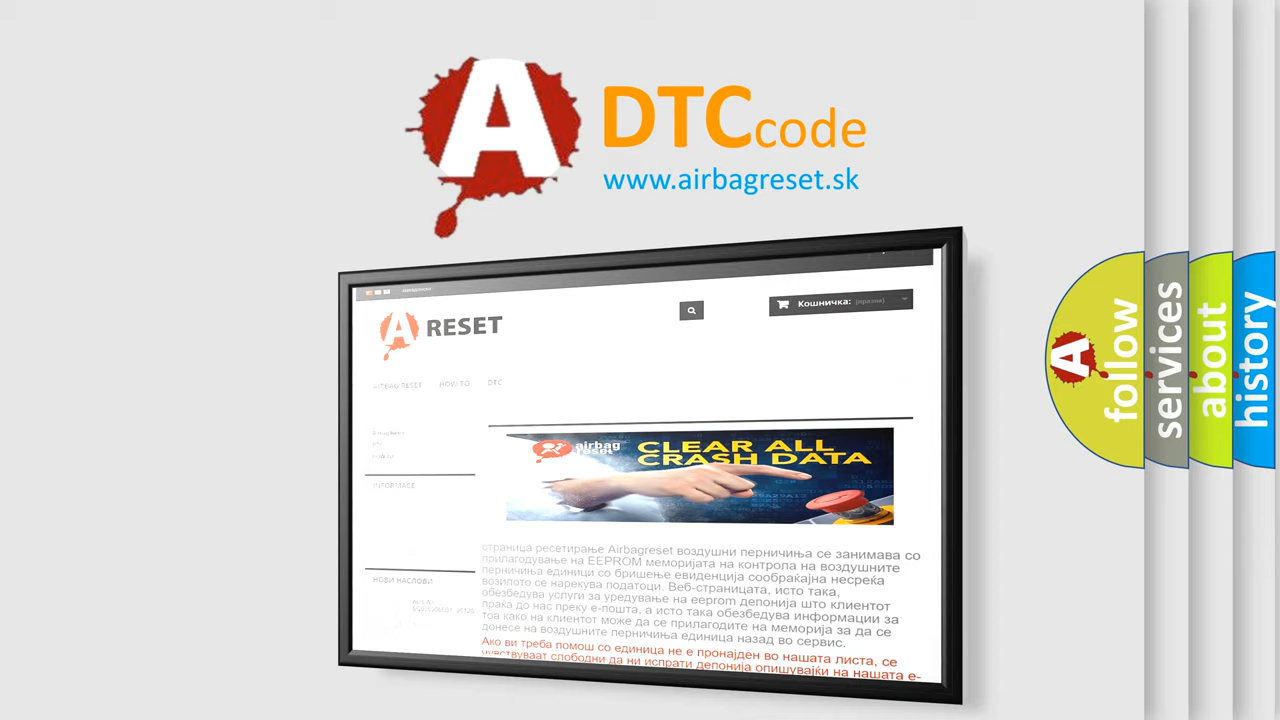 A DTC code
www.airbagreset.sk
A RESET
Кошничка: (празни)
AIRBAG RESET HOW TO DTC
airbag reset
CLEAR ALL
CRASH DATA
INFORMACE
НОВИ НАСЛОВИ
страница ресетирање Airbagreset воздушни перничиња се занимава со
прилагодување на EEPROM меморијата на контрола на воздушните
перничиња единици со бришење евиденција сообраќајна несреќа
возилото се нарекува податоци. Веб-страницата, исто така,
обезбедува услуги за уредување на eeprom депонија што клиентот
праќа до нас преку е-пошта, а исто така обезбедува информации за
тоа како на клиентот може да се прилагодите на меморија за да се
донесе на воздушните перничиња единица назад во сервис.
Ако ви треба помош со единица не е пронајден во нашата листа, се
чувствуваат слободни да ни испрати депонија опишувајќи на нашата е-
A follow
services
about
history